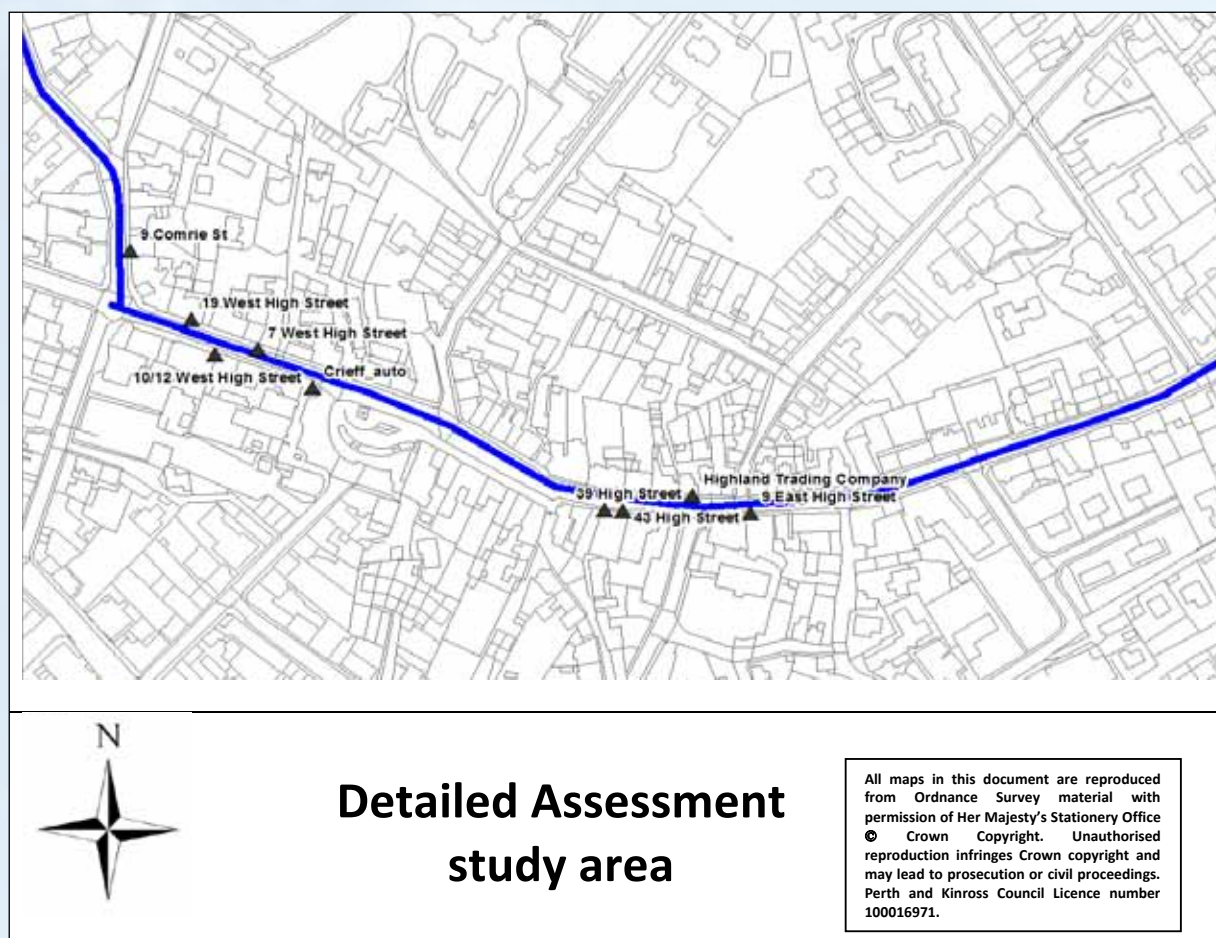 9 Comrie St
19 West High Street
7 West High Street
10/12 West High Street
Crieff_auto
Highland Trading Company
39 High Street
9 East High Street
43 High Street
N
Detailed Assessment
study area
All maps in this document are reproduced
from Ordnance Survey material with
permission of Her Majesty's Stationery Office
© Crown Copyright. Unauthorised
reproduction infringes Crown copyright and
may lead to prosecution or civil proceedings.
Perth and Kinross Council Licence number
100016971.